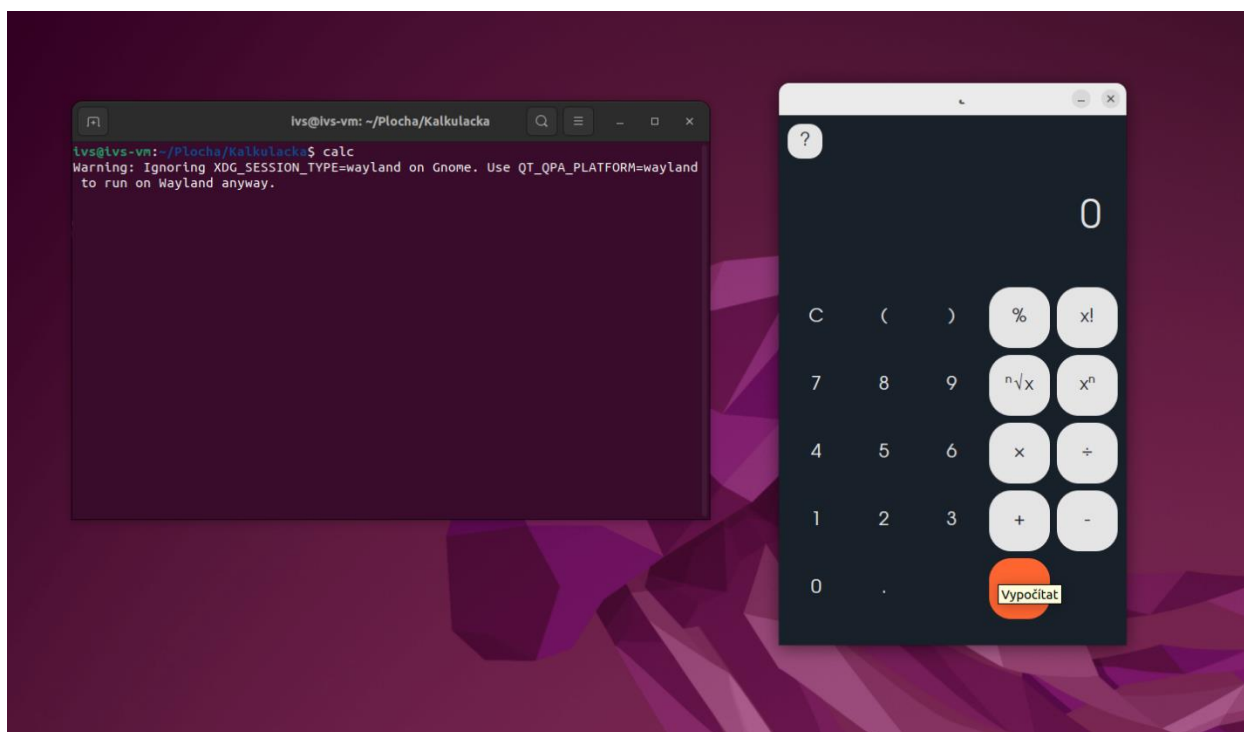 ivs@ivs-vm: ~/Plocha/Kalkulacka
ivs@ivs-vm:~/Plocha/Kalkulacka$ calc
Warning: Ignoring XDG_SESSION_TYPE=wayland on Gnome. Use QT_QPA_PLATFORM=wayland
to run on Wayland anyway.
?
0
C ( ) % x!
7 8 9 ⁿ√x xⁿ
4 5 6 × ÷
1 2 3 + -
0 .
Vypočítat